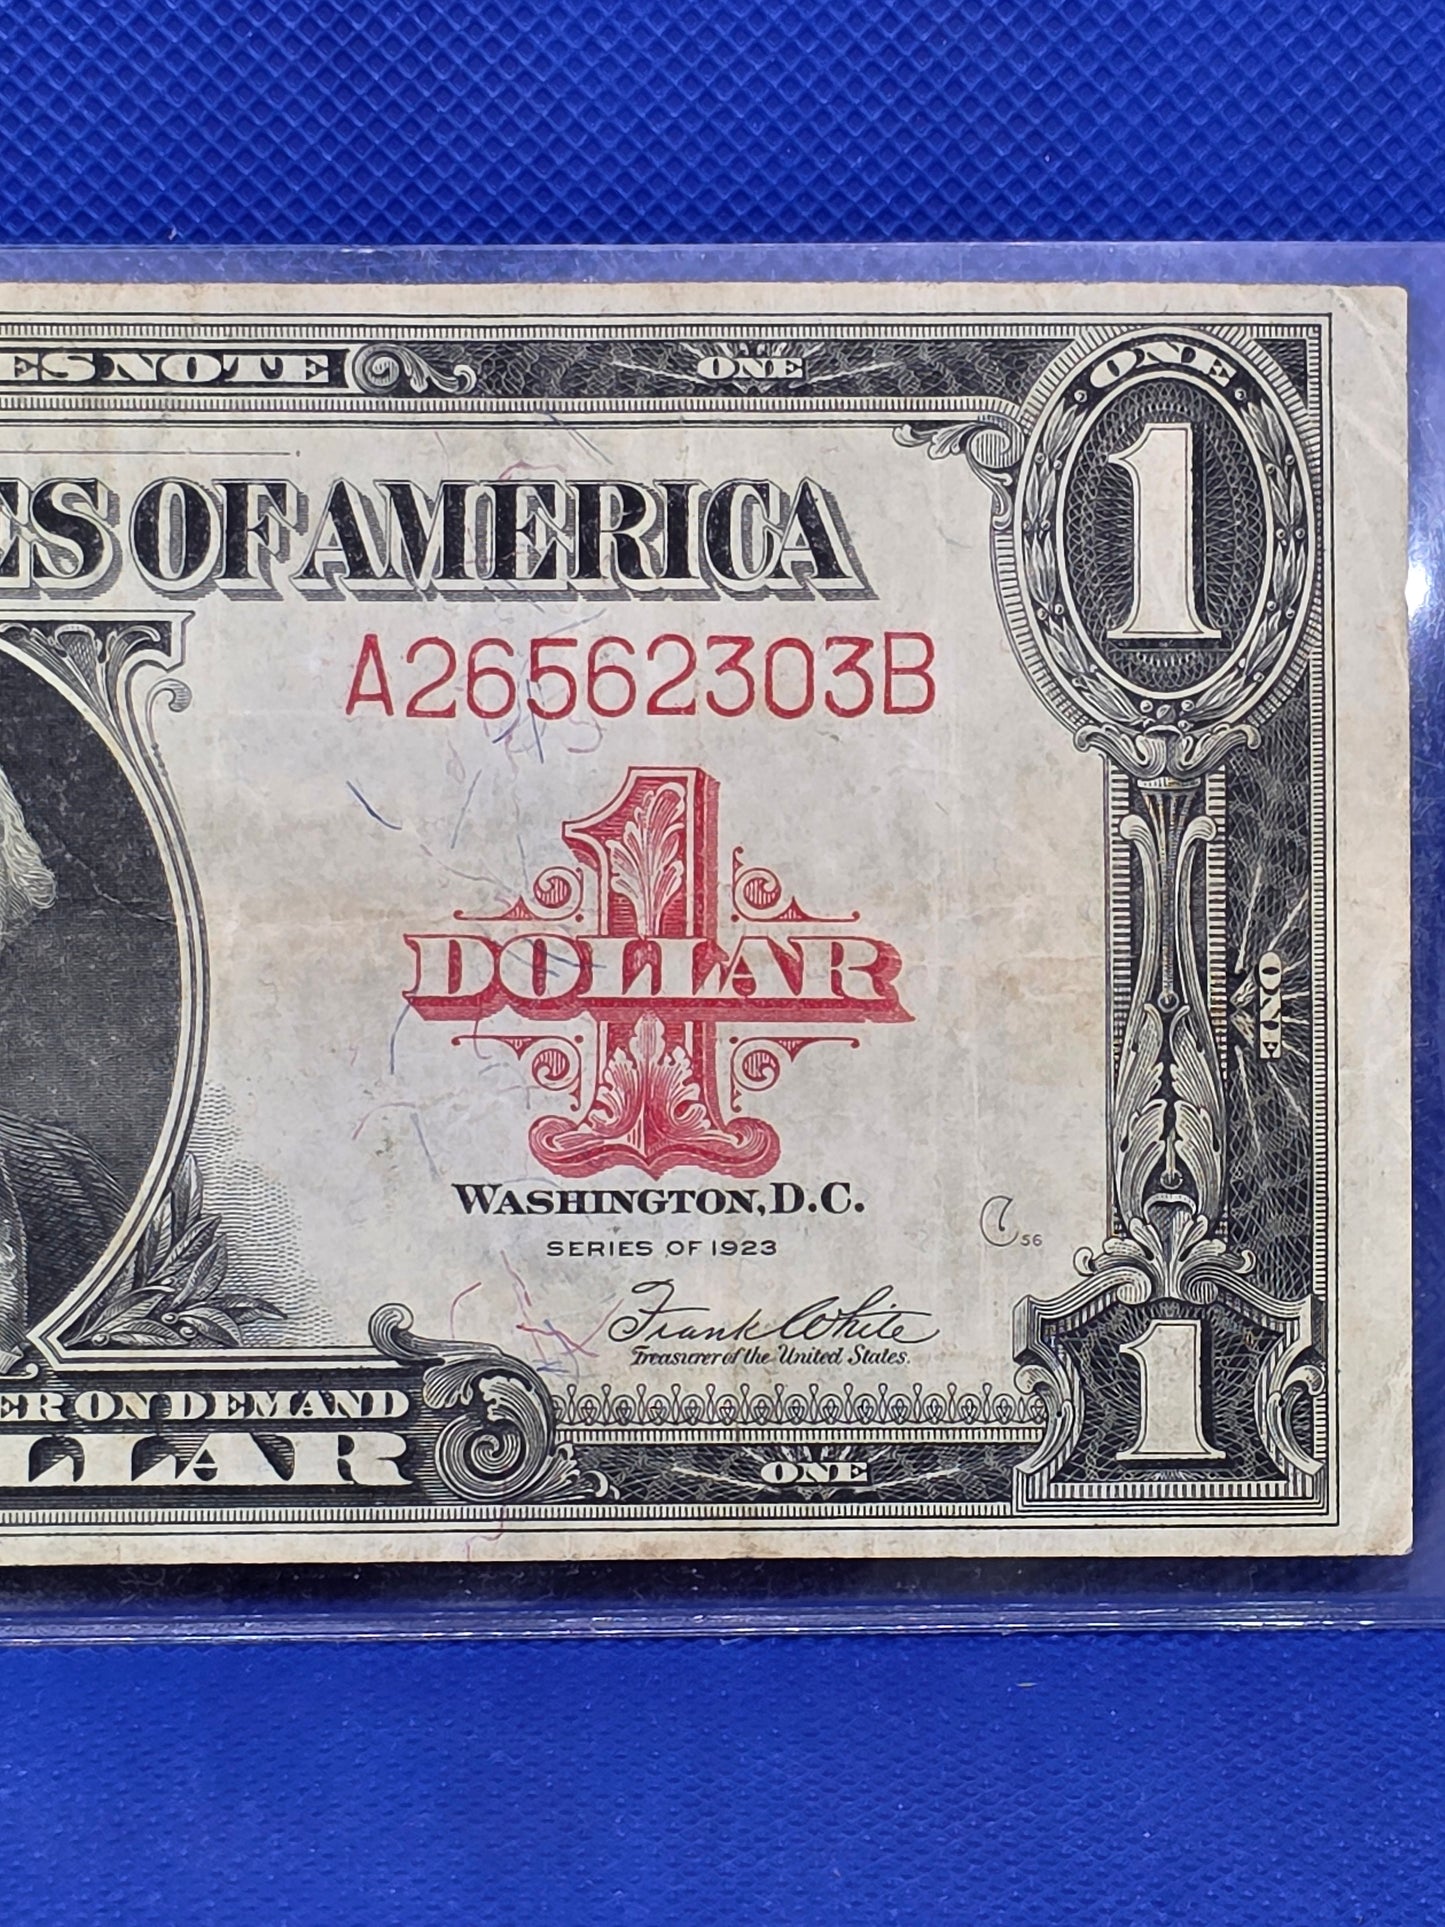 ES NOTE ONE ONE
1
ES OF AMERICA
A26562303B
1
DOLLAR
ONE
WASHINGTON, D.C.
SERIES OF 1923
C 56
Frank White
Treasurer of the United States.
ER ON DEMAND
LLAR
ONE
1